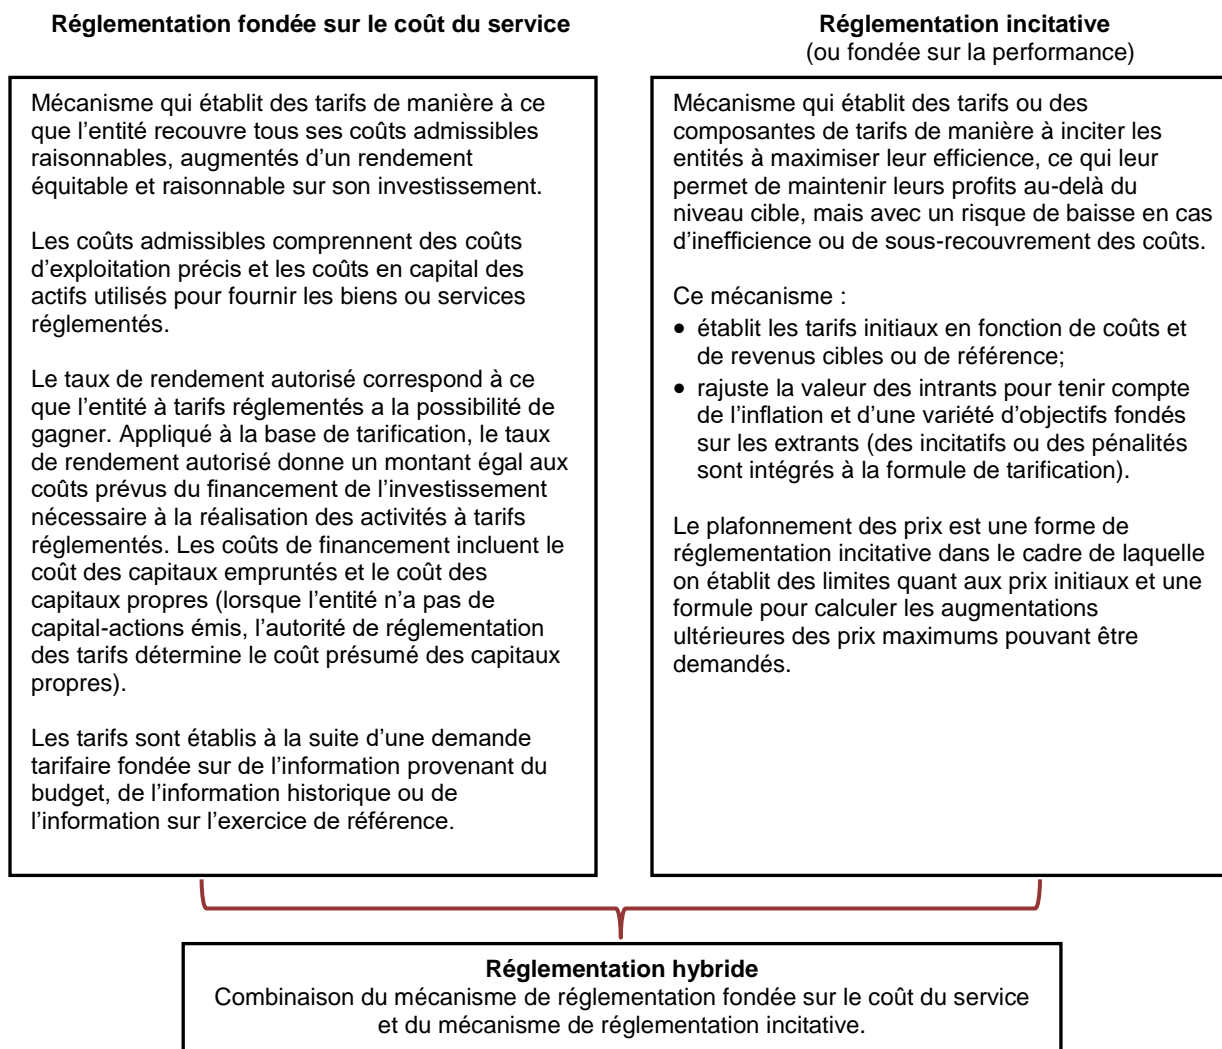 Réglementation fondée sur le coût du service
Mécanisme qui établit des tarifs de manière à ce
que l’entité recouvre tous ses coûts admissibles
raisonnables, augmentés d’un rendement
équitable et raisonnable sur son investissement.
Les coûts admissibles comprennent des coûts
d’exploitation précis et les coûts en capital des
actifs utilisés pour fournir les biens ou services
réglementés.
Le taux de rendement autorisé correspond à ce
que l’entité à tarifs réglementés a la possibilité de
gagner. Appliqué à la base de tarification, le taux
de rendement autorisé donne un montant égal aux
coûts prévus du financement de l’investissement
nécessaire à la réalisation des activités à tarifs
réglementés. Les coûts de financement incluent le
coût des capitaux empruntés et le coût des
capitaux propres (lorsque l’entité n’a pas de
capital-actions émis, l’autorité de réglementation
des tarifs détermine le coût présumé des capitaux
propres).
Les tarifs sont établis à la suite d’une demande
tarifaire fondée sur de l’information provenant du
budget, de l’information historique ou de
l’information sur l’exercice de référence.
Réglementation incitative
(ou fondée sur la performance)
Mécanisme qui établit des tarifs ou des
composantes de tarifs de manière à inciter les
entités à maximiser leur efficience, ce qui leur
permet de maintenir leurs profits au-delà du
niveau cible, mais avec un risque de baisse en cas
d’inefficience ou de sous-recouvrement des coûts.
Ce mécanisme :
• établit les tarifs initiaux en fonction de coûts et
de revenus cibles ou de référence;
• rajuste la valeur des intrants pour tenir compte
de l’inflation et d’une variété d’objectifs fondés
sur les extrants (des incitatifs ou des pénalités
sont intégrés à la formule de tarification).
Le plafonnement des prix est une forme de
réglementation incitative dans le cadre de laquelle
on établit des limites quant aux prix initiaux et une
formule pour calculer les augmentations
ultérieures des prix maximums pouvant être
demandés.
Réglementation hybride
Combinaison du mécanisme de réglementation fondée sur le coût du service
et du mécanisme de réglementation incitative.